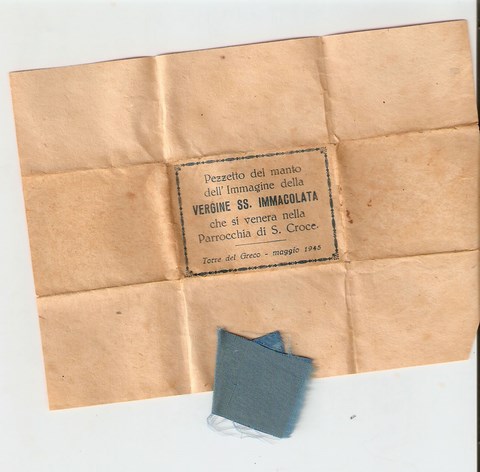 Pezzetto del manto
dell'Immagine della
VERGINE SS. IMMACOLATA
che si venera nella
Parrocchia di S. Croce.
Torre del Greco - maggio 1945